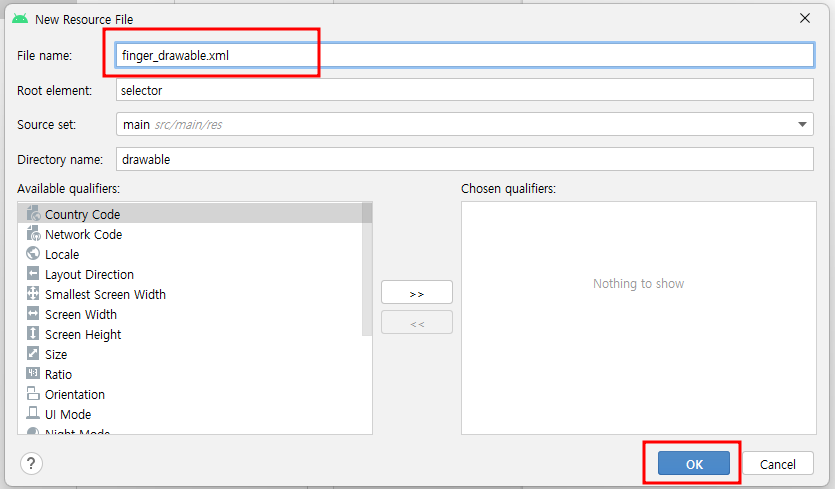 New Resource File
File name: finger_drawable.xml
Root element: selector
Source set: main src/main/res
Directory name: drawable
Available qualifiers:
Chosen qualifiers:
Country Code
Network Code
Locale
Layout Direction
Smallest Screen Width
Screen Width
Screen Height
Size
4:3 Ratio
Orientation
UI Mode
Night Mode
>>
<<
Nothing to show
?
OK
Cancel